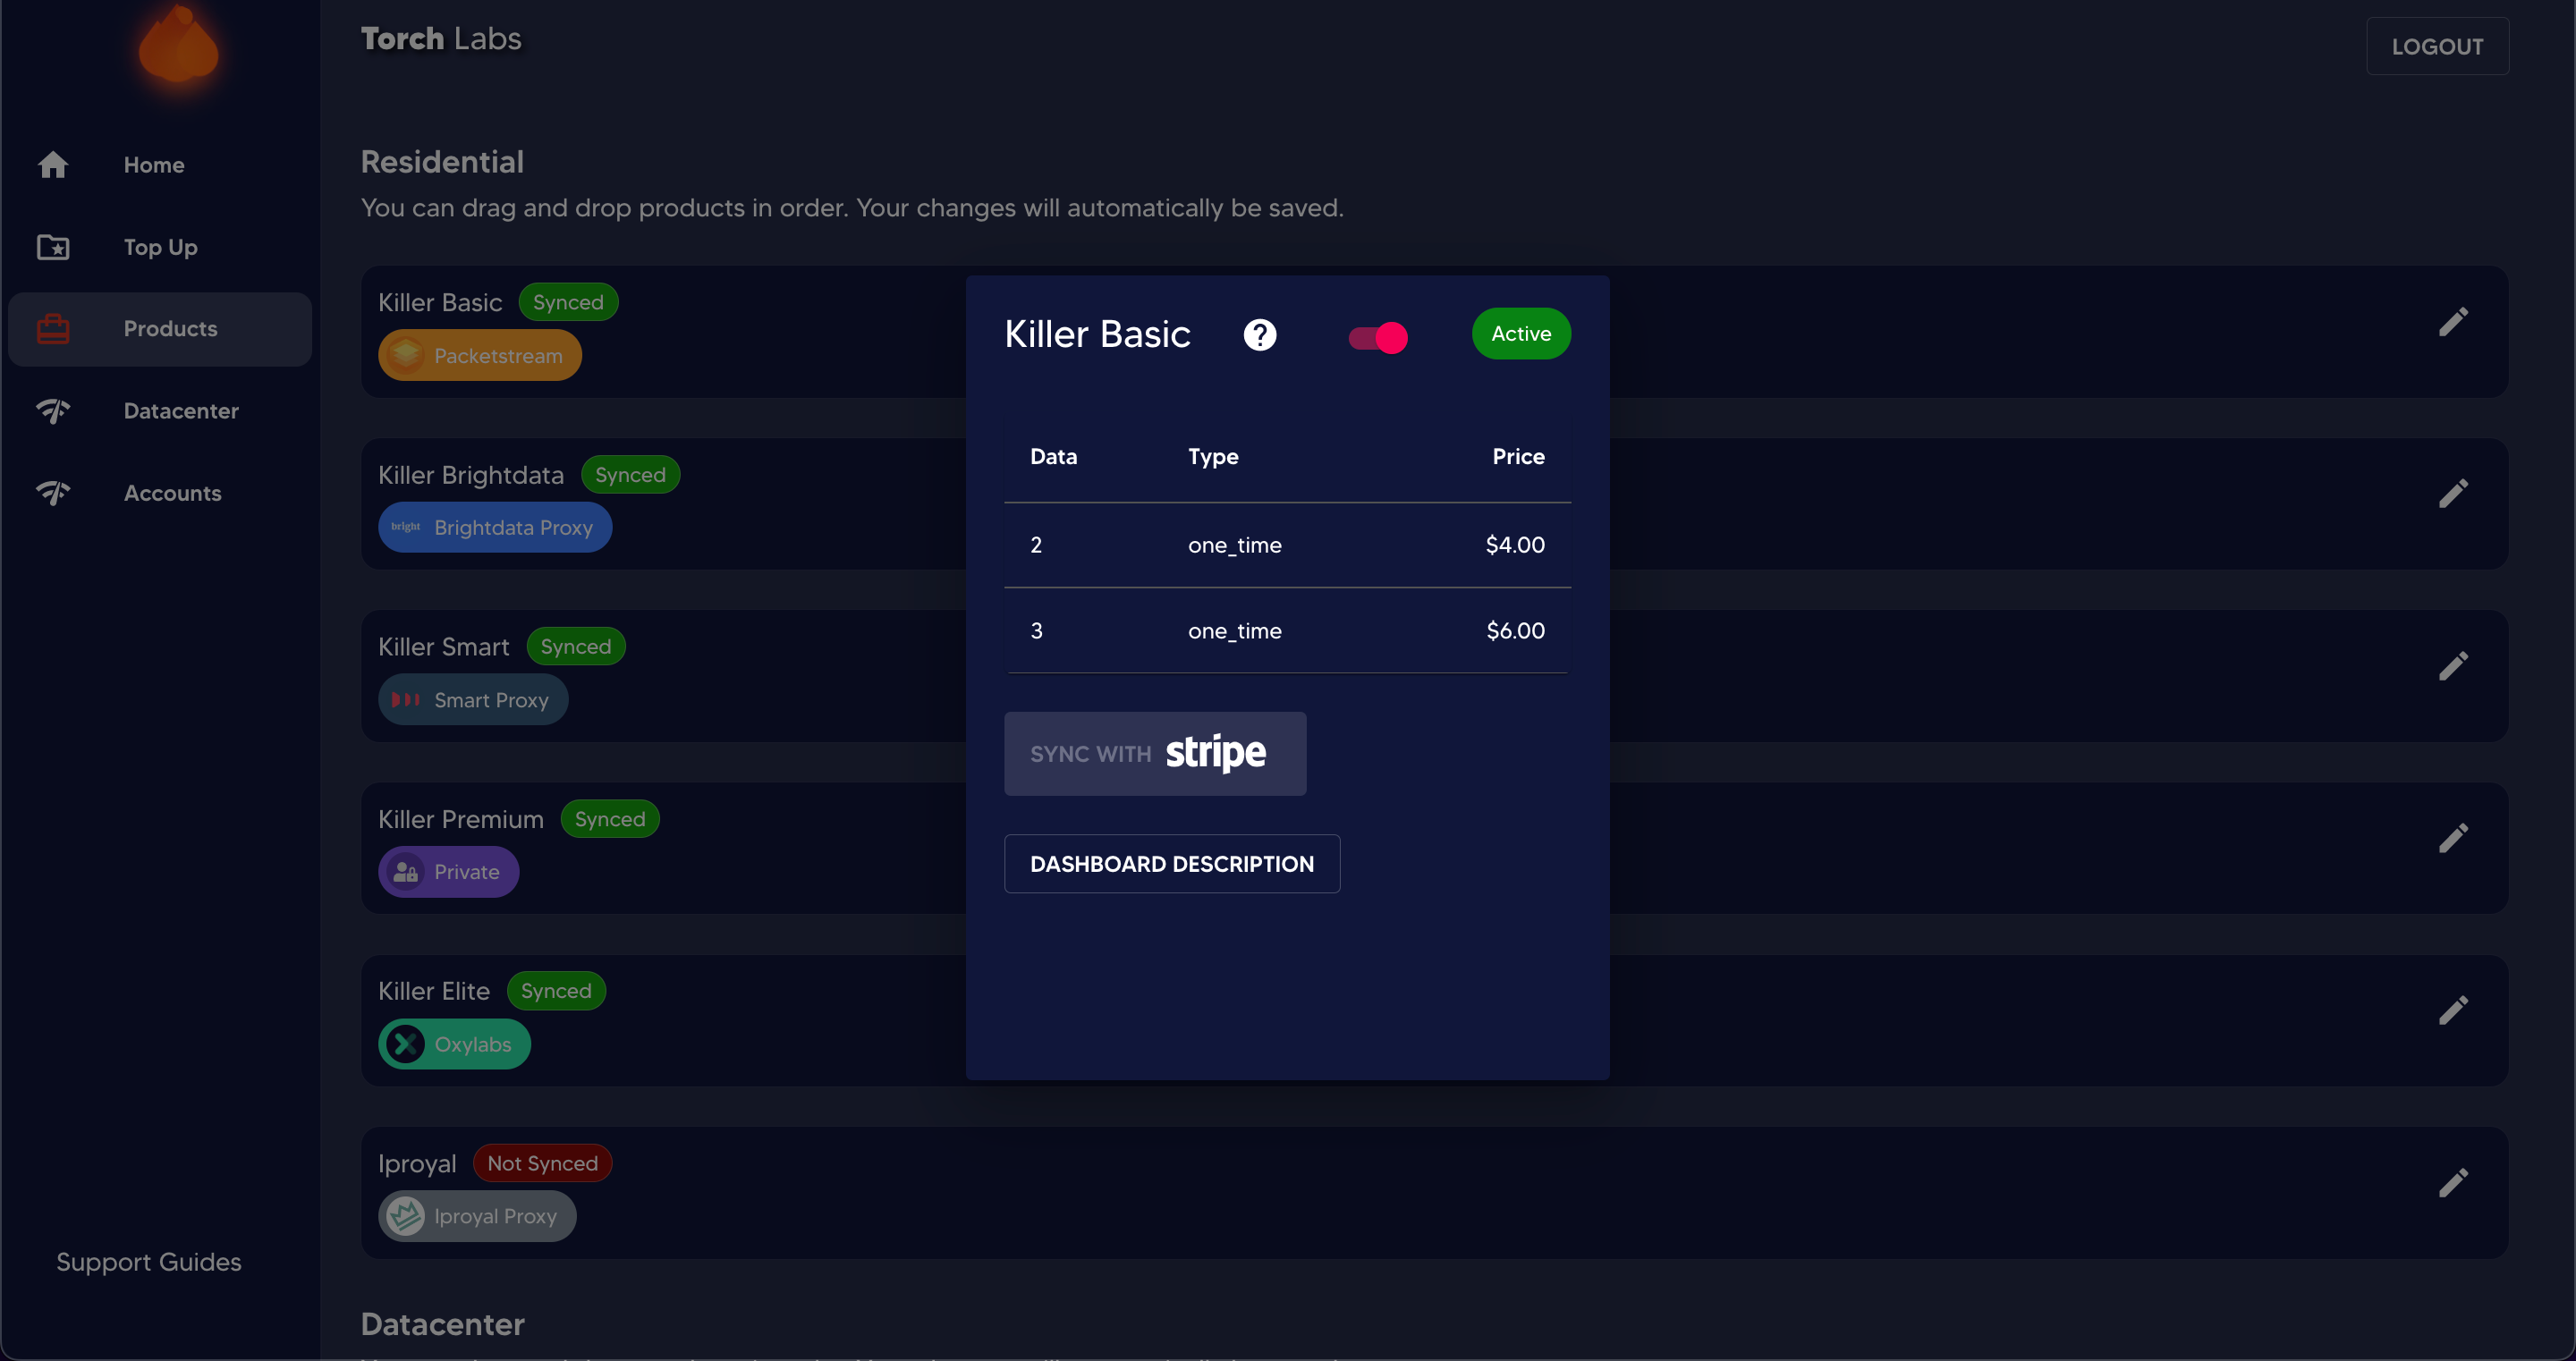 Torch Labs
LOGOUT
Home
Top Up
Products
Datacenter
Accounts
Support Guides
Residential
You can drag and drop products in order. Your changes will automatically be saved.
Killer Basic Synced
Packetstream
Killer Brightdata Synced
bright Brightdata Proxy
Killer Smart Synced
Smart Proxy
Killer Premium Synced
Private
Killer Elite Synced
Oxylabs
Iproyal Not Synced
Iproyal Proxy
Datacenter
Killer Basic ? Active
Data Type Price
2 one_time $4.00
3 one_time $6.00
SYNC WITH stripe
DASHBOARD DESCRIPTION